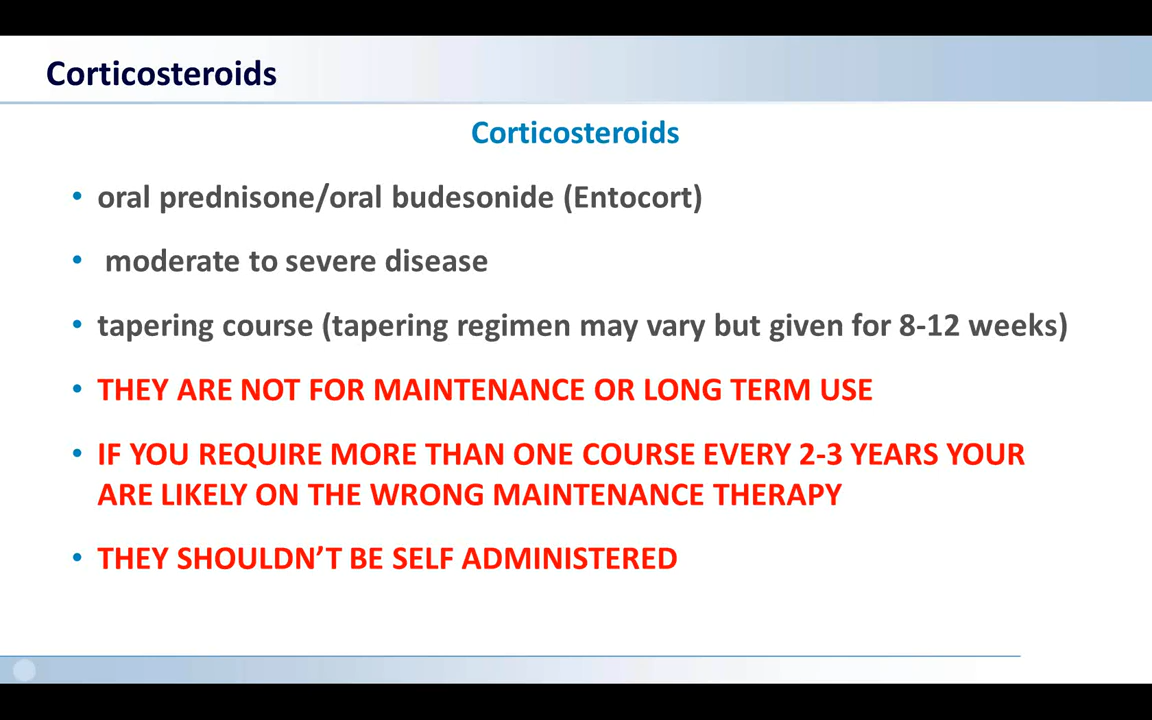 Corticosteroids
Corticosteroids
• oral prednisone/oral budesonide (Entocort)
• moderate to severe disease
• tapering course (tapering regimen may vary but given for 8-12 weeks)
• THEY ARE NOT FOR MAINTENANCE OR LONG TERM USE
• IF YOU REQUIRE MORE THAN ONE COURSE EVERY 2-3 YEARS YOUR
ARE LIKELY ON THE WRONG MAINTENANCE THERAPY
• THEY SHOULDN’T BE SELF ADMINISTERED